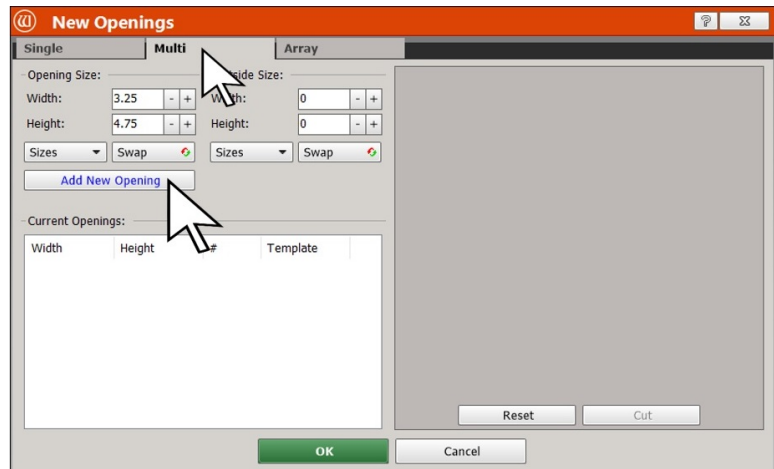 New Openings
Single Multi Array
Opening Size:
Width: 3.25 - +
Height: 4.75 - +
Sizes Swap
Size:
0 - +
Height: 0 - +
Sizes Swap
Add New Opening
Current Openings:
Width Height # Template
Reset Cut
OK Cancel